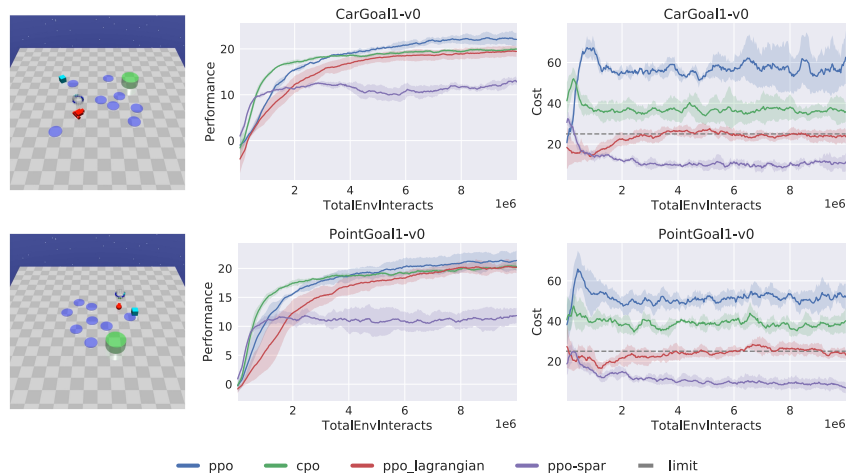 CarGoal1-v0
Performance
20
10
0
2
4
6
8
1e6
TotalEnvInteracts
CarGoal1-v0
Cost
60
40
20
2
4
6
8
1e6
TotalEnvInteracts
PointGoal1-v0
Performance
20
15
10
5
0
2
4
6
8
1e6
TotalEnvInteracts
PointGoal1-v0
Cost
60
40
20
0
2
4
6
8
1e6
TotalEnvInteracts
ppo cpo ppo_lagrangian ppo-spar limit